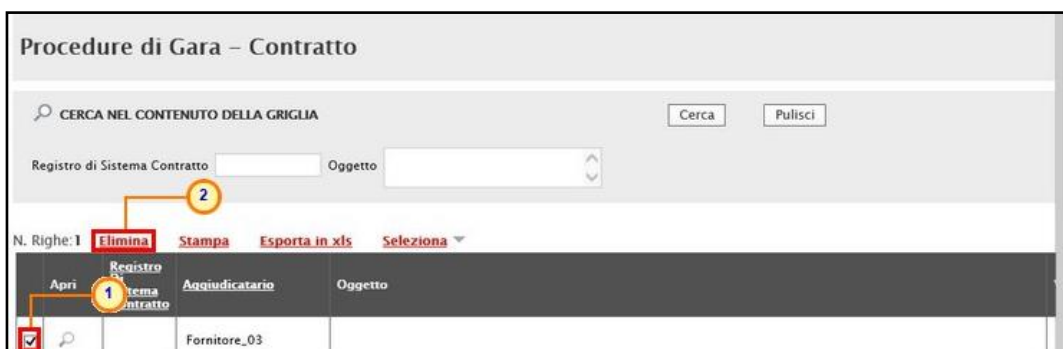 Procedure di Gara – Contratto
CERCA NEL CONTENUTO DELLA GRIGLIA Cerca Pulisci
Registro di Sistema Contratto Oggetto
2
N. Righe:1 Elimina Stampa Esporta in xls Seleziona
Apri Registro Aggiudicatario Oggetto
1
Fornitore_03